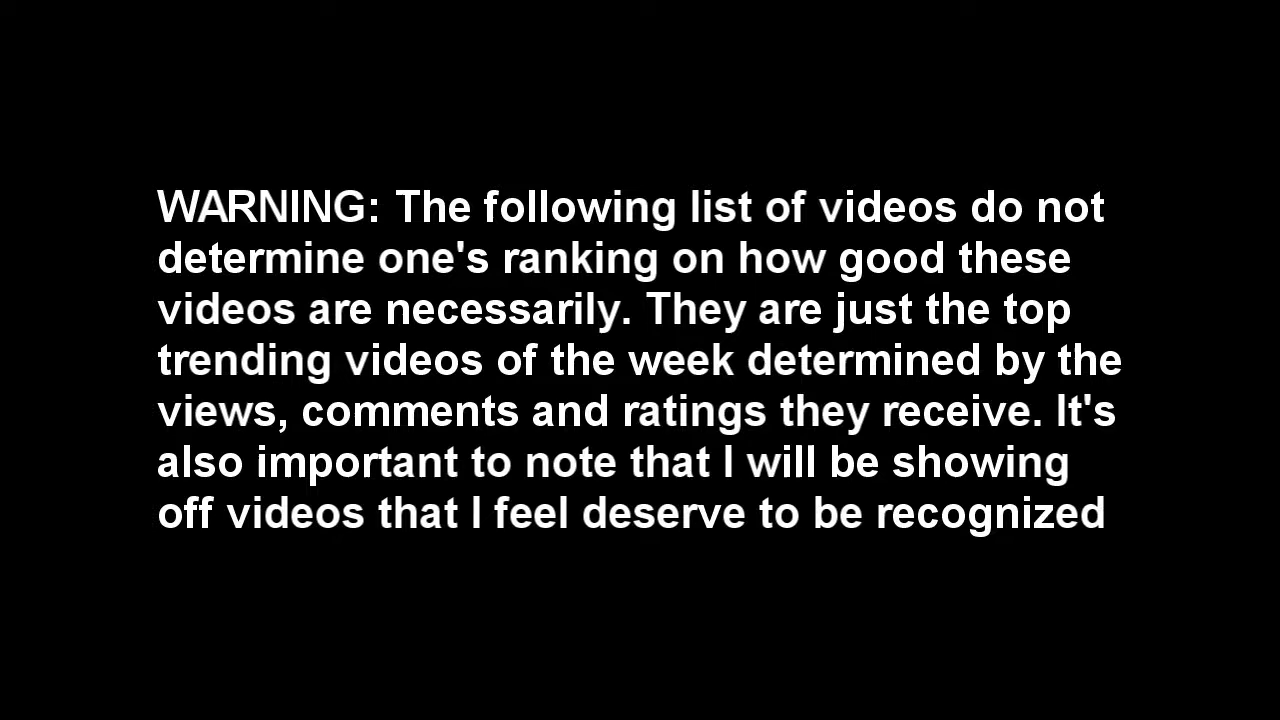 WARNING: The following list of videos do not
determine one's ranking on how good these
videos are necessarily. They are just the top
trending videos of the week determined by the
views, comments and ratings they receive. It's
also important to note that I will be showing
off videos that I feel deserve to be recognized